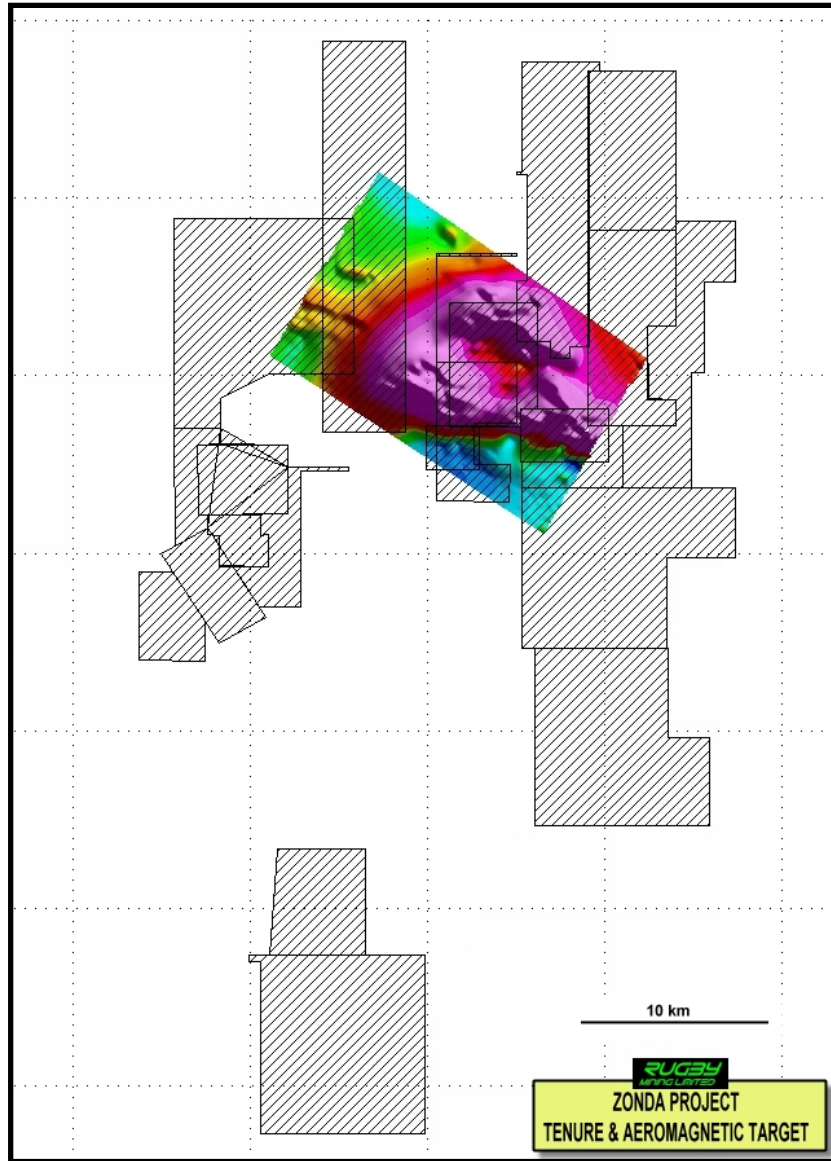 10 km
RUGBY
MINING LIMITED
ZONDA PROJECT
TENURE & AEROMAGNETIC TARGET